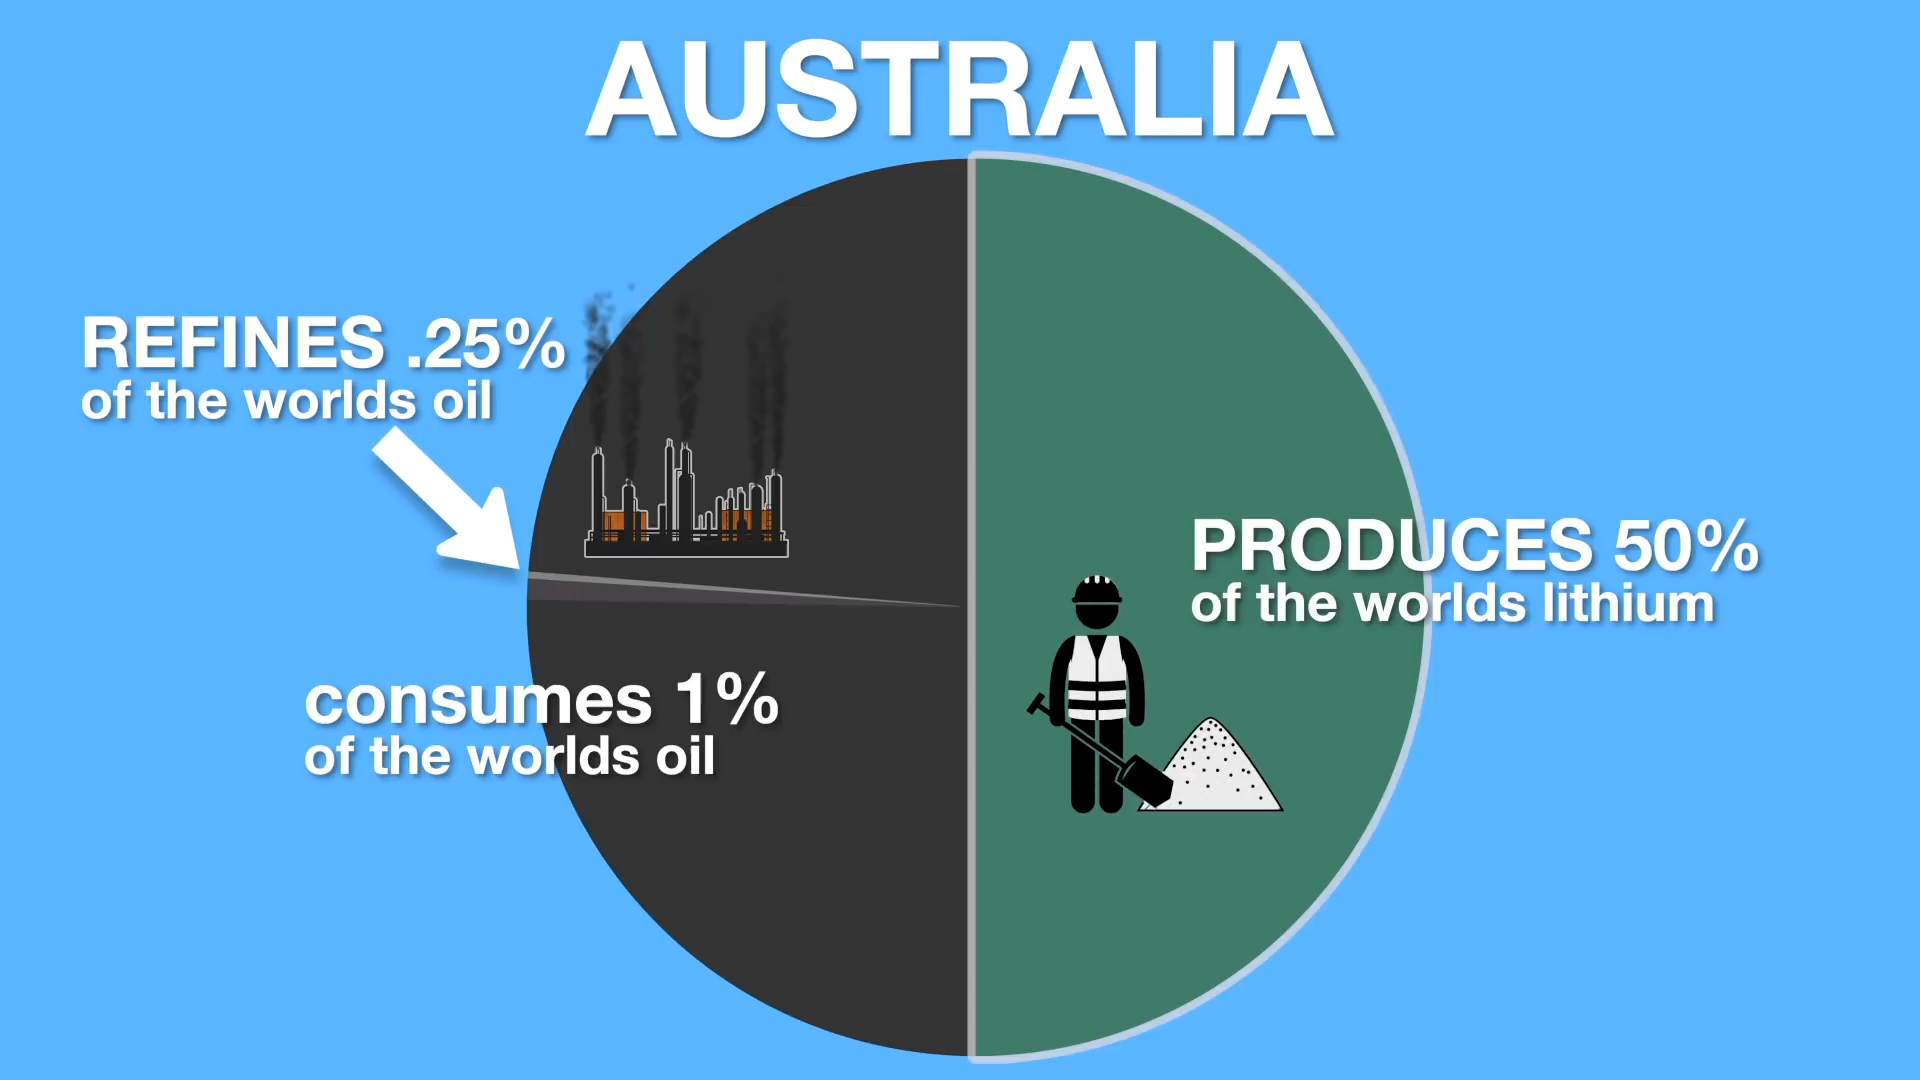 AUSTRALIA
REFINES .25%
of the worlds oil
PRODUCES 50%
of the worlds lithium
consumes 1%
of the worlds oil